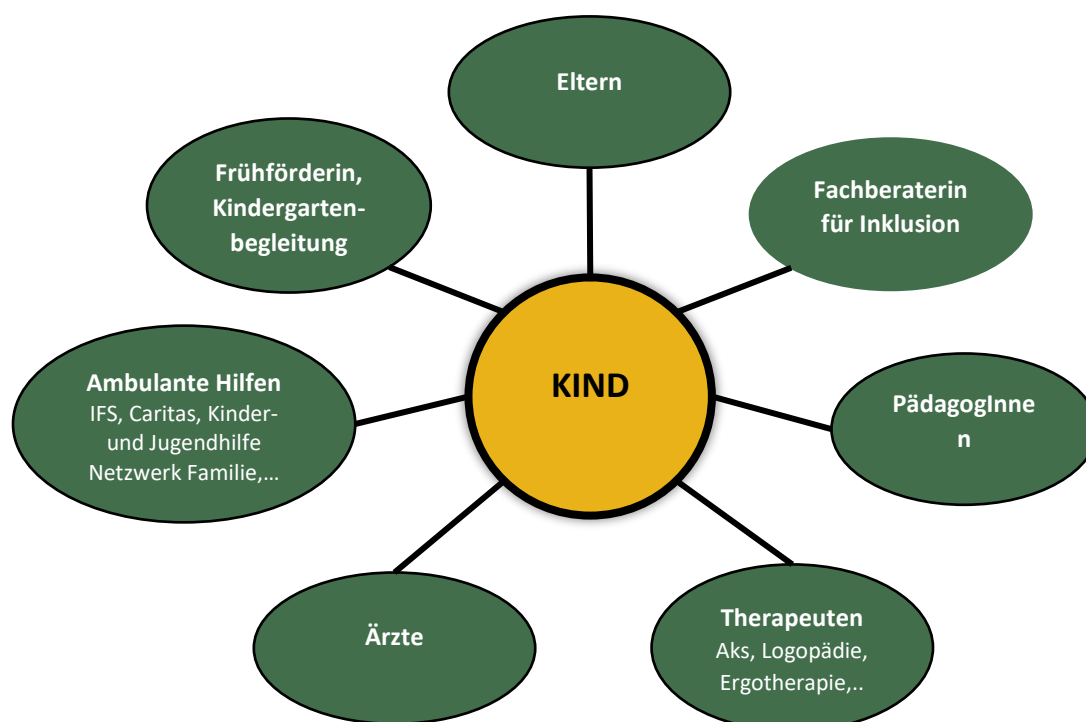 Eltern
Frühförderin,
Kindergarten-
begleitung
Fachberaterin
für Inklusion
Ambulante Hilfen
IFS, Caritas, Kinder-
und Jugendhilfe
Netzwerk Familie,...
KIND
PädagogInne
n
Ärzte
Therapeuten
Aks, Logopädie,
Ergotherapie,..